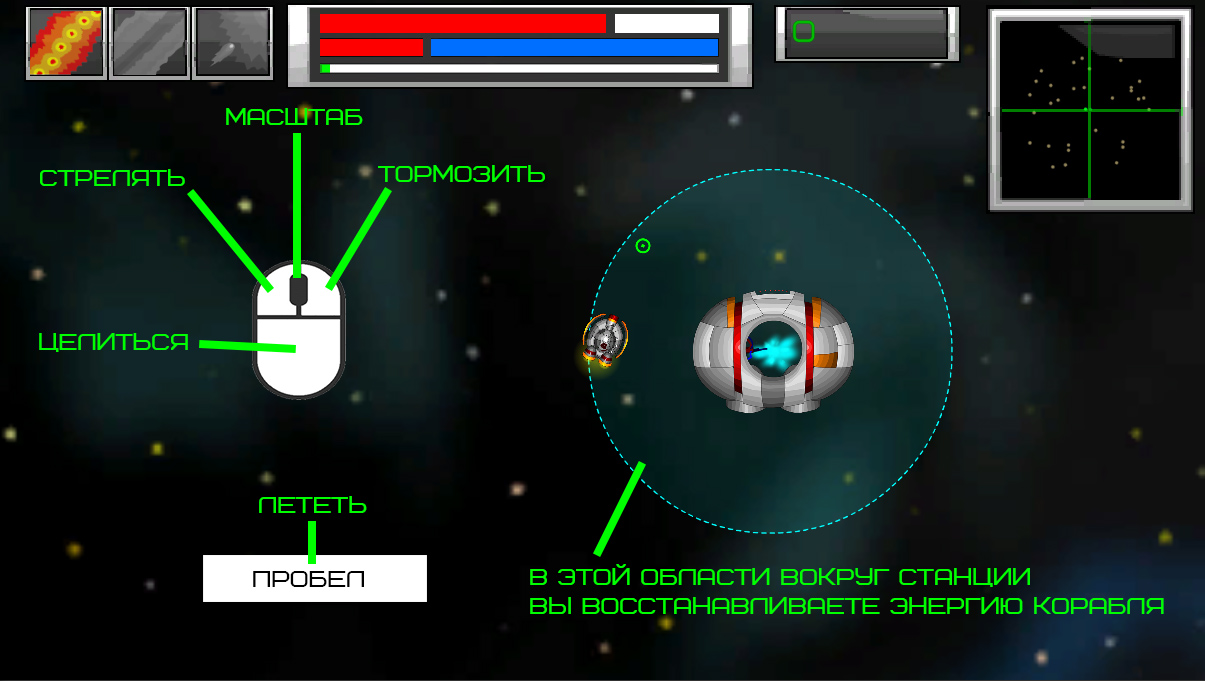 МАСШТАБ
СТРЕЛЯТЬ
ТОРМОЗИТЬ
ЦЕЛИТЬСЯ
ЛЕТЕТЬ
ПРОБЕЛ
В ЭТОЙ ОБЛАСТИ ВОКРУГ СТАНЦИИ
ВЫ ВОССТАНАВЛИВАЕТЕ ЭНЕРГИЮ КОРАБЛЯ